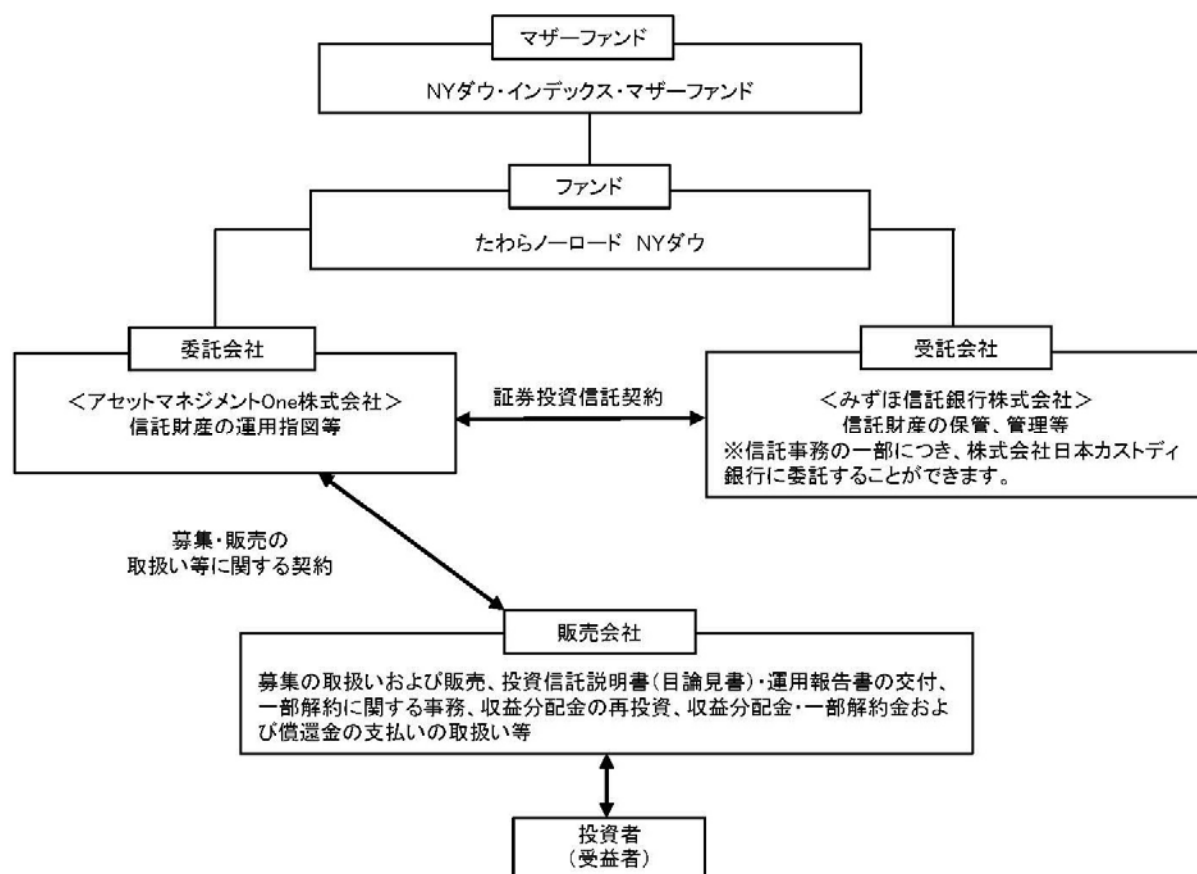 マザーファンド
NYダウ・インデックス・マザーファンド
ファンド
たわらノーロード NYダウ
委託会社
<アセットマネジメントOne株式会社>
信託財産の運用指図等
証券投資信託契約
受託会社
<みずほ信託銀行株式会社>
信託財産の保管、管理等
※信託事務の一部につき、株式会社日本カストディ
銀行に委託することができます。
募集・販売の
取扱い等に関する契約
販売会社
募集の取扱いおよび販売、投資信託説明書(目論見書)・運用報告書の交付、
一部解約に関する事務、収益分配金の再投資、収益分配金・一部解約金およ
び償還金の支払いの取扱い等
投資者
(受益者)